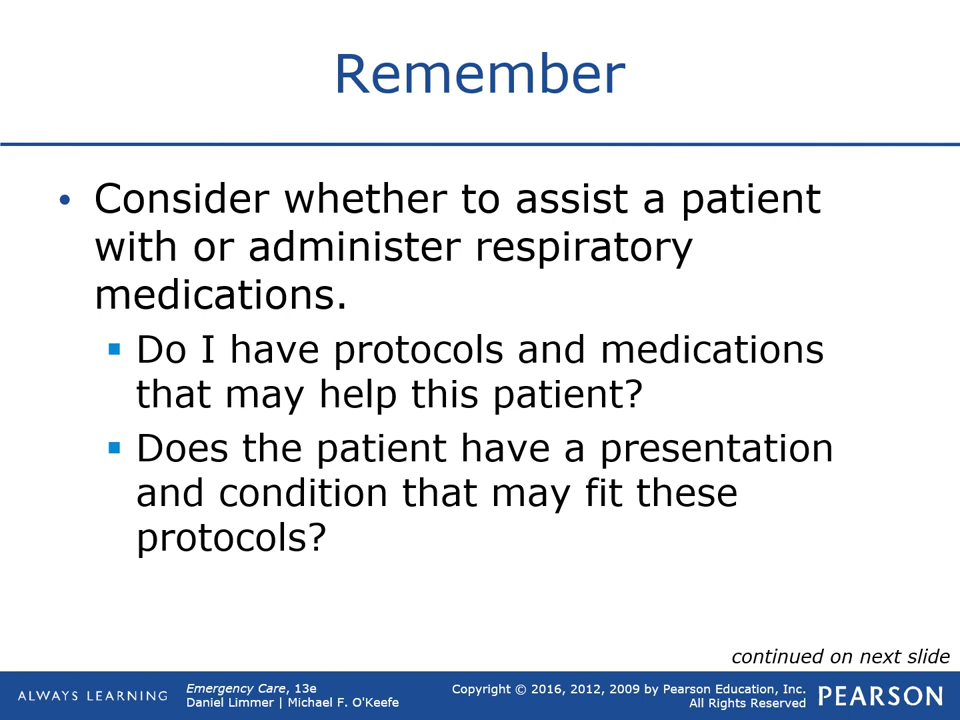 Remember
• Consider whether to assist a patient
with or administer respiratory
medications.
▪ Do I have protocols and medications
that may help this patient?
▪ Does the patient have a presentation
and condition that may fit these
protocols?
continued on next slide
ALWAYS LEARNING
Emergency Care, 13e
Daniel Limmer | Michael F. O'Keefe
Copyright © 2016, 2012, 2009 by Pearson Education, Inc.
All Rights Reserved
PEARSON